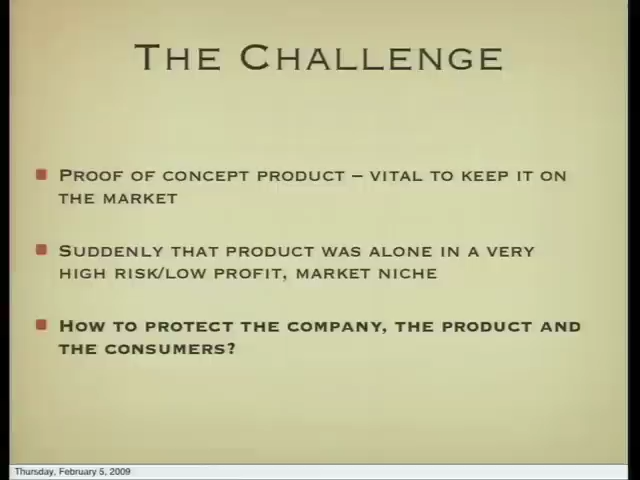 THE CHALLENGE
PROOF OF CONCEPT PRODUCT – VITAL TO KEEP IT ON
THE MARKET
SUDDENLY THAT PRODUCT WAS ALONE IN A VERY
HIGH RISK/LOW PROFIT, MARKET NICHE
HOW TO PROTECT THE COMPANY, THE PRODUCT AND
THE CONSUMERS?
Thursday, February 5, 2009